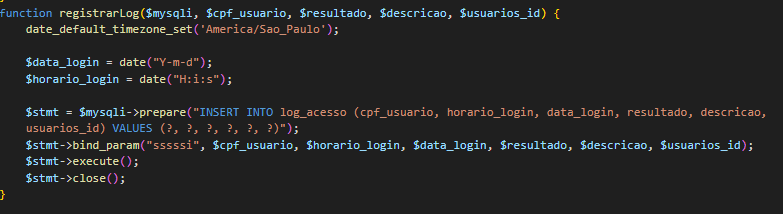 function registrarLog($mysqli, $cpf_usuario, $resultado, $descricao, $usuarios_id) {
    date_default_timezone_set('America/Sao_Paulo');

    $data_login = date("Y-m-d");
    $horario_login = date("H:i:s");

    $stmt = $mysqli->prepare("INSERT INTO log_acesso (cpf_usuario, horario_login, data_login, resultado, descricao,
    usuarios_id) VALUES (?, ?, ?, ?, ?, ?)");
    $stmt->bind_param("sssssi", $cpf_usuario, $horario_login, $data_login, $resultado, $descricao, $usuarios_id);
    $stmt->execute();
    $stmt->close();
}